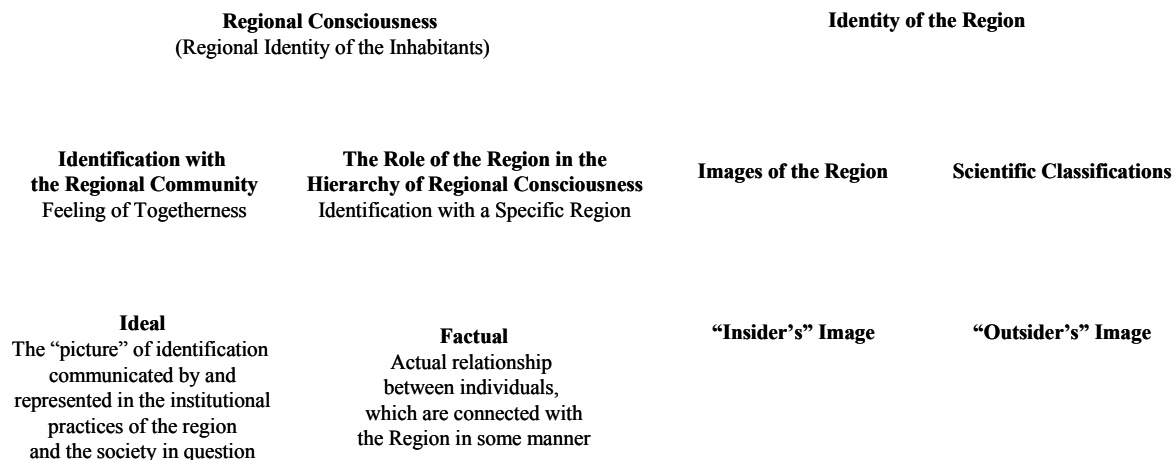 Regional Consciousness
(Regional Identity of the Inhabitants)
Identity of the Region
Identification with
the Regional Community
Feeling of Togetherness
The Role of the Region in the
Hierarchy of Regional Consciousness
Identification with a Specific Region
Images of the Region
Scientific Classifications
Ideal
The “picture” of identification
communicated by and
represented in the institutional
practices of the region
and the society in question
Factual
Actual relationship
between individuals,
which are connected with
the Region in some manner
“Insider’s” Image
“Outsider’s” Image